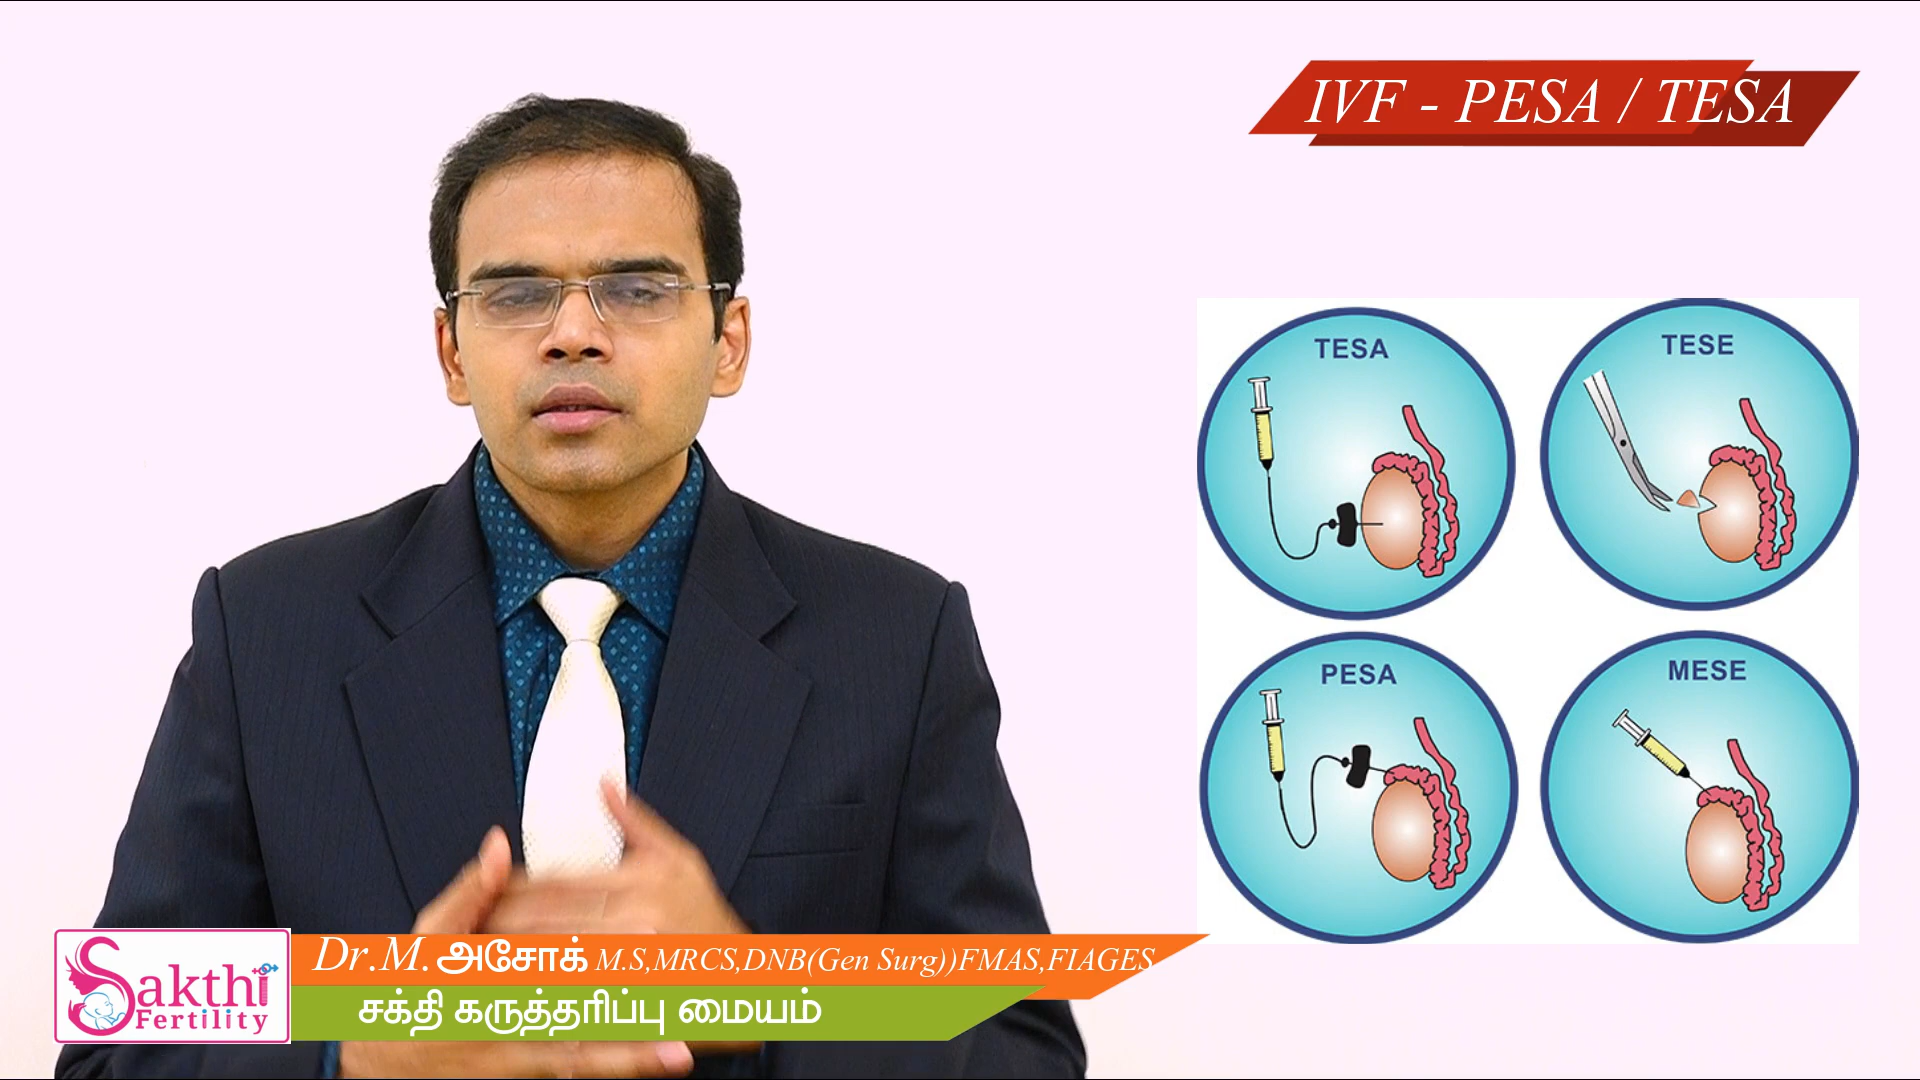 IVF - PESA / TESA
TESA
TESE
PESA
MESE
Sakthi
Fertility
Dr.M.அசோக் M.S,MRCS,DNB(Gen Surg))FMAS,FIAGES
சக்தி கருத்தரிப்பு மையம்